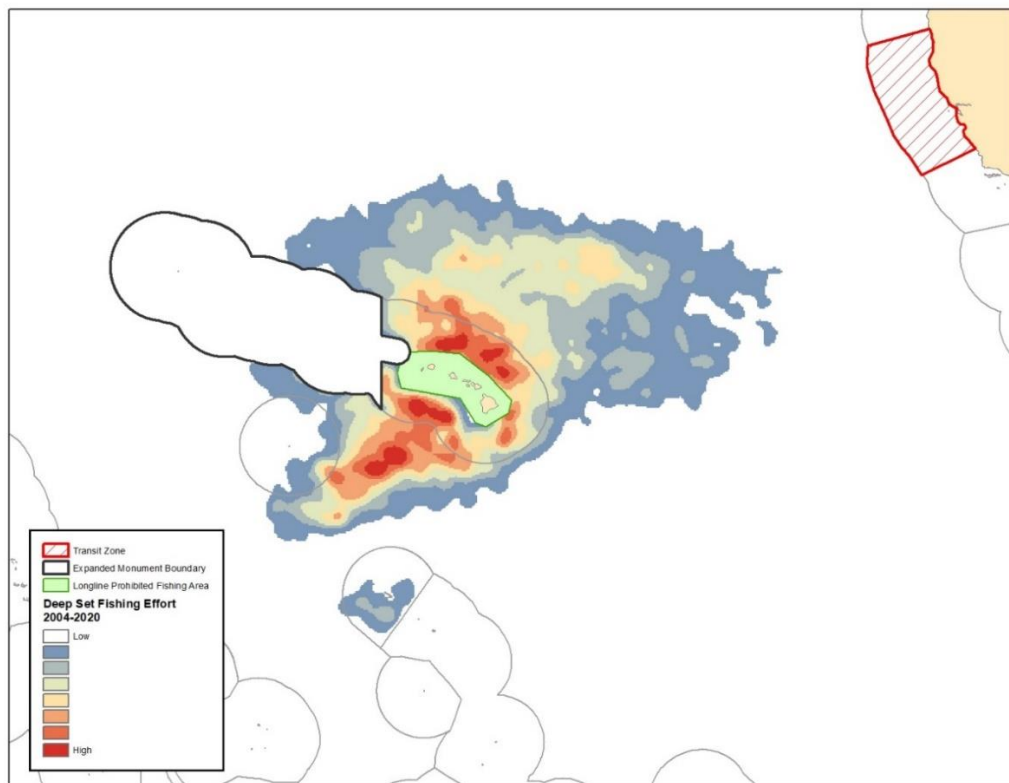 Transit Zone
Expanded Monument Boundary
Longline Prohibited Fishing Area
Deep Set Fishing Effort
2004-2020
Low
High